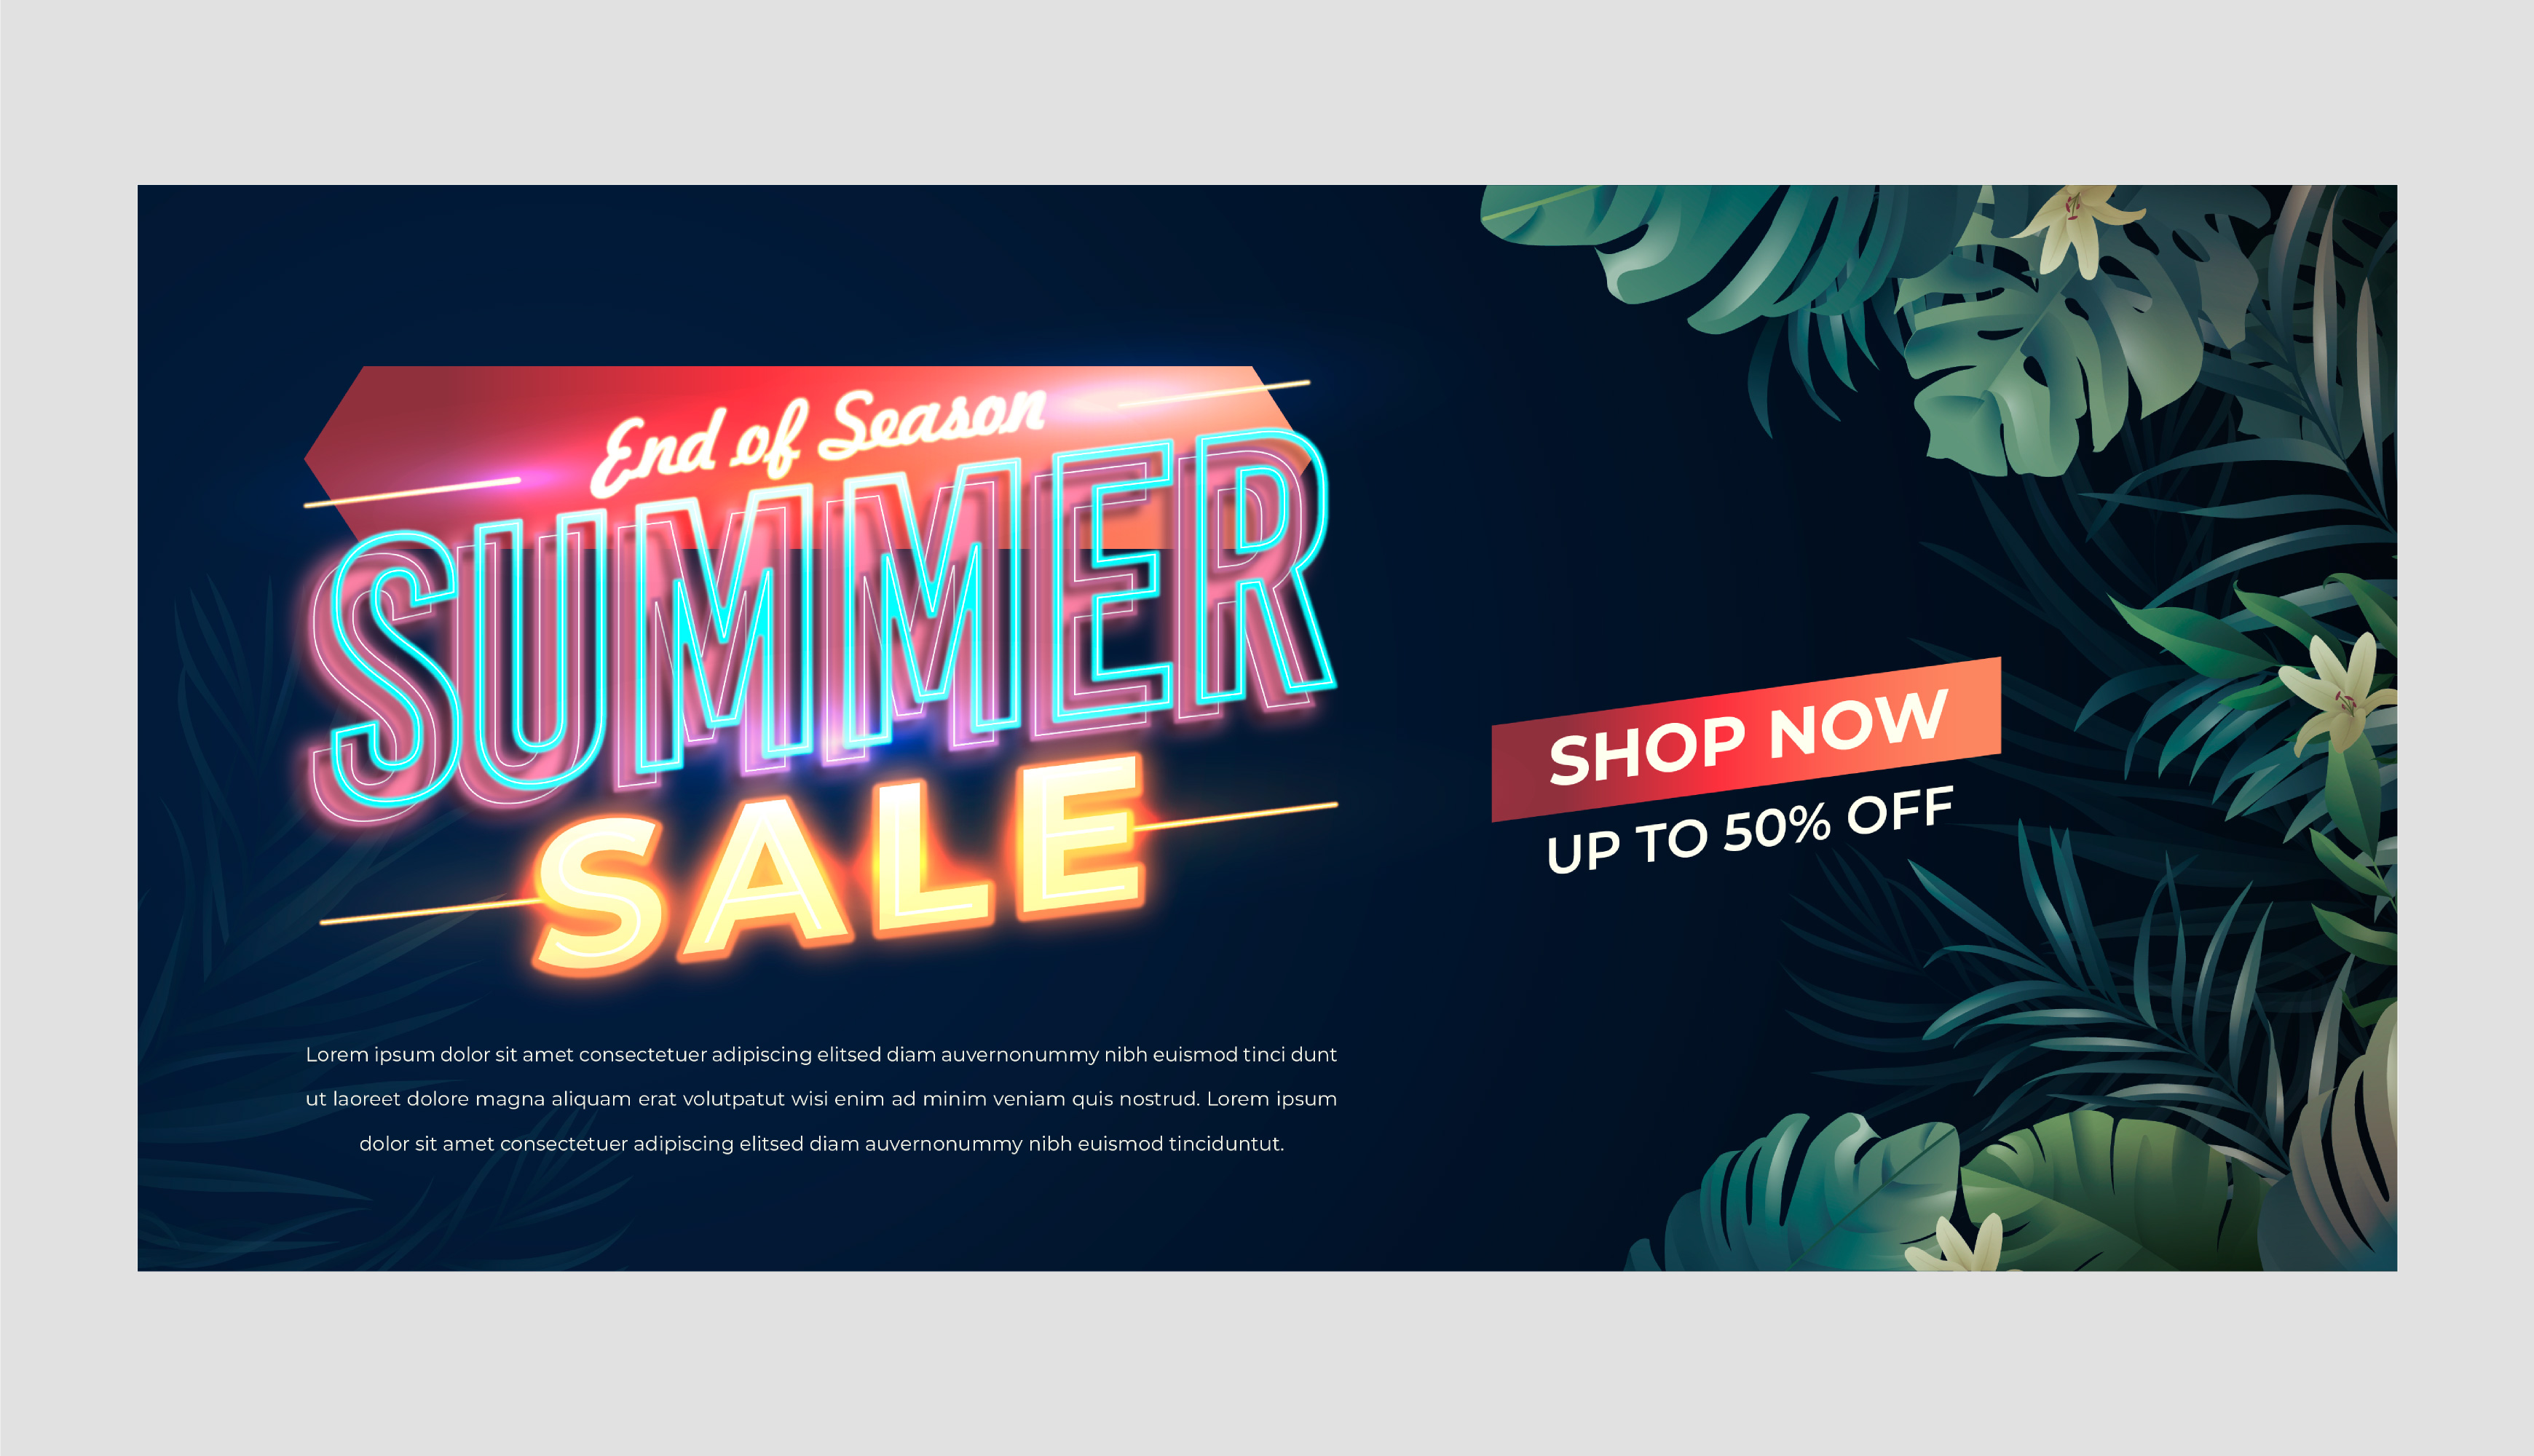 End of Season
SUMMER
SALE
SHOP NOW
UP TO 50% OFF
Lorem ipsum dolor sit amet consectetuer adipiscing elitsed diam auvernonummy nibh euismod tinci dunt
ut laoreet dolore magna aliquam erat volutpatut wisi enim ad minim veniam quis nostrud. Lorem ipsum
dolor sit amet consectetuer adipiscing elitsed diam auvernonummy nibh euismod tinciduntut.